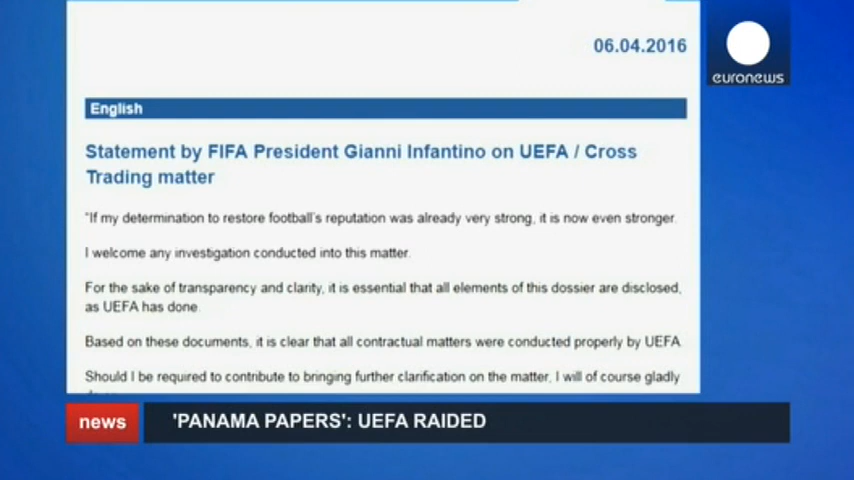 06.04.2016
euronews
English
Statement by FIFA President Gianni Infantino on UEFA / Cross
Trading matter
"If my determination to restore football's reputation was already very strong, it is now even stronger.
I welcome any investigation conducted into this matter.
For the sake of transparency and clarity, it is essential that all elements of this dossier are disclosed,
as UEFA has done.
Based on these documents, it is clear that all contractual matters were conducted properly by UEFA
Should I be required to contribute to bringing further clarification on the matter, I will of course gladly
news
'PANAMA PAPERS': UEFA RAIDED